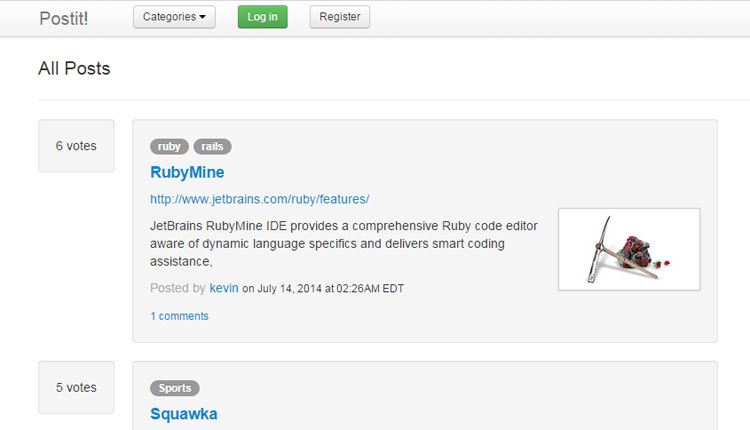 Postit!
Categories
Log in
Register
All Posts
6 votes
ruby
rails
RubyMine
http://www.jetbrains.com/ruby/features/
JetBrains RubyMine IDE provides a comprehensive Ruby code editor
aware of dynamic language specifics and delivers smart coding
assistance,
Posted by kevin on July 14, 2014 at 02:26AM EDT
1 comments
5 votes
Sports
Squawka